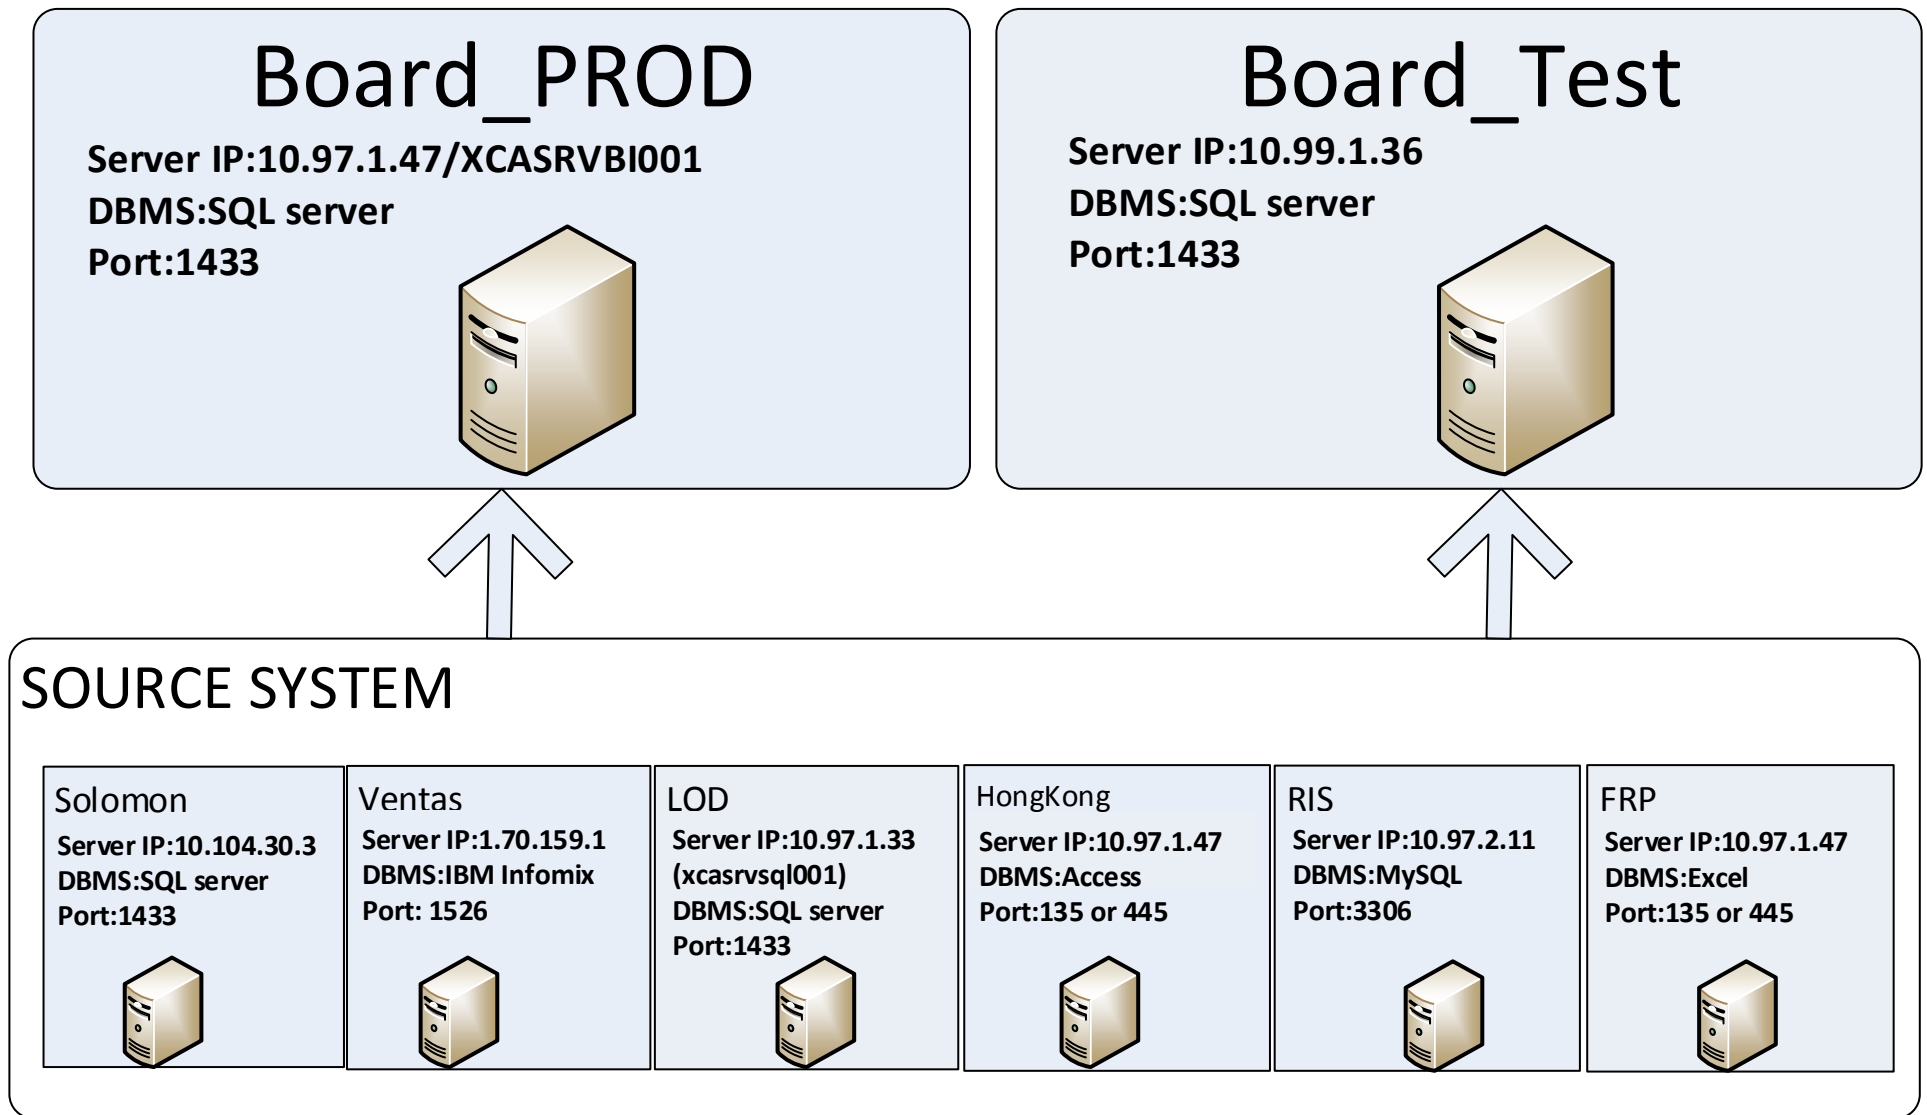 Board_PROD
Server IP:10.97.1.47/XCASRVBI001
DBMS:SQL server
Port:1433
Board_Test
Server IP:10.99.1.36
DBMS:SQL server
Port:1433
SOURCE SYSTEM
Solomon
Server IP:10.104.30.3
DBMS:SQL server
Port:1433
Ventas
Server IP:1.70.159.1
DBMS:IBM Infomix
Port: 1526
LOD
Server IP:10.97.1.33
(xcasrvsql001)
DBMS:SQL server
Port:1433
HongKong
Server IP:10.97.1.47
DBMS:Access
Port:135 or 445
RIS
Server IP:10.97.2.11
DBMS:MySQL
Port:3306
FRP
Server IP:10.97.1.47
DBMS:Excel
Port:135 or 445